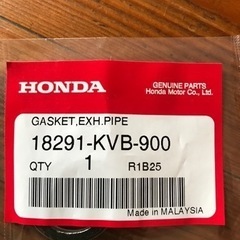 HONDA
GENUINE PARTS
Honda Motor Co., Ltd.
GASKET,EXH.PIPE
18291-KVB-900
QTY 1 R1B25
Made in MALAYSIA